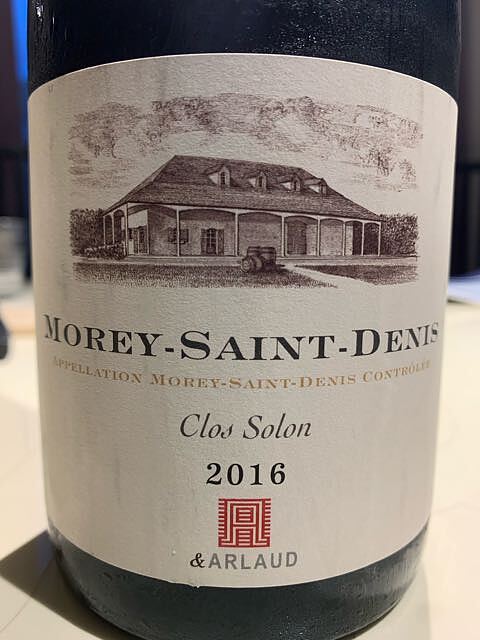 MOREY-SAINT-DENIS
APPELLATION MOREY-SAINT-DENIS CONTRÔLÉE
Clos Solon
2016
&ARLAUD